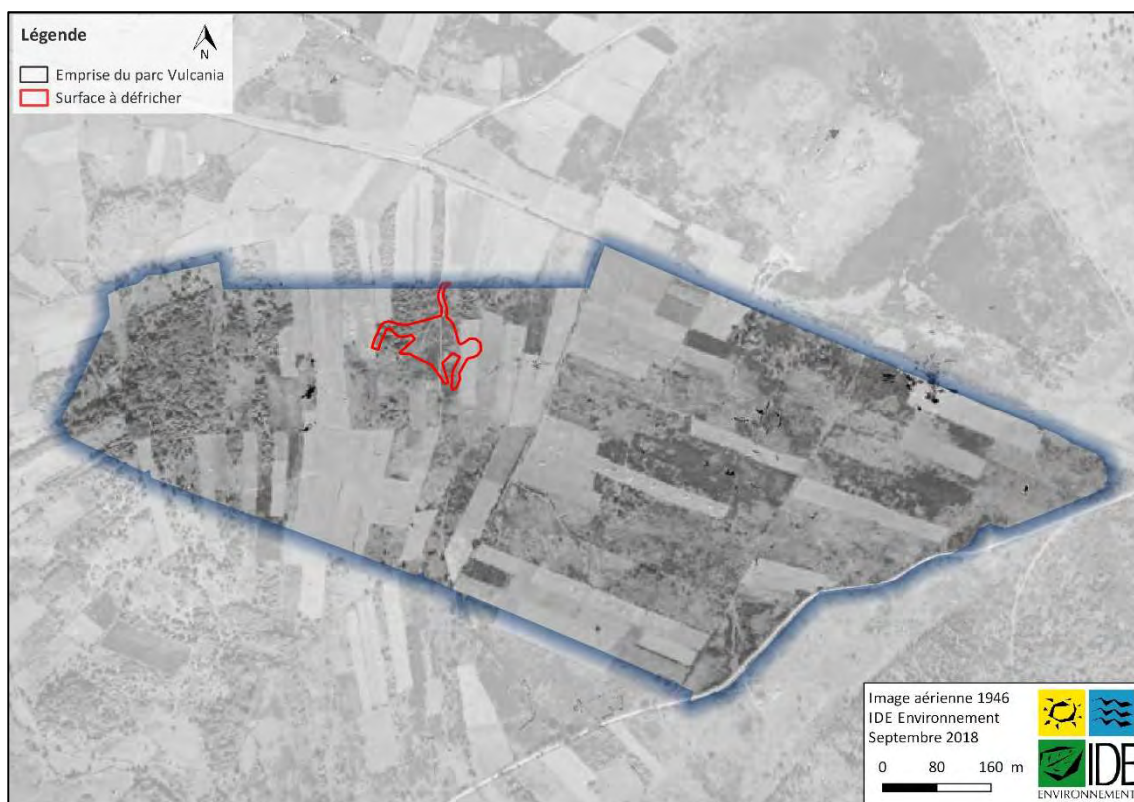 Légende
N
Emprise du parc Vulcania
Surface à défricher
Image aérienne 1946
IDE Environnement
Septembre 2018
0 80 160 m
IDE
ENVIRONNEMENT